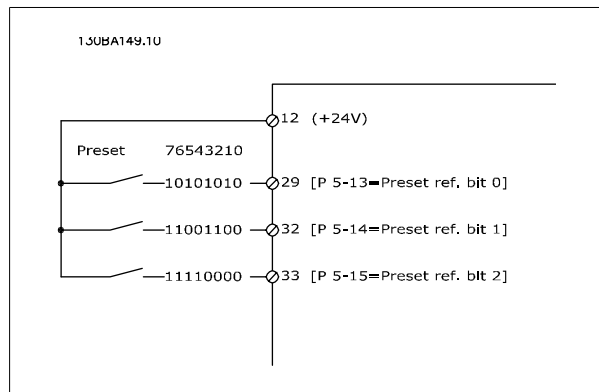 130BA149.10
12 (+24V)
Preset 76543210
10101010 29 [P 5-13=Preset ref. bit 0]
11001100 32 [P 5-14=Preset ref. bit 1]
11110000 33 [P 5-15=Preset ref. bit 2]